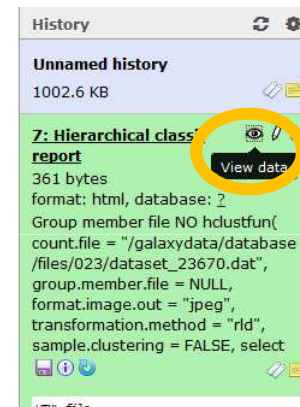 History
Unnamed history
1002.6 KB
7: Hierarchical
report
View data
361 bytes
format: html, database: ?
Group member file NO hclustfun(
count.file = "/galaxydata/database
/files/023/dataset_23670.dat",
group.member.file = NULL,
format.image.out = "jpeg",
transformation.method = "rld",
sample.clustering = FALSE, select